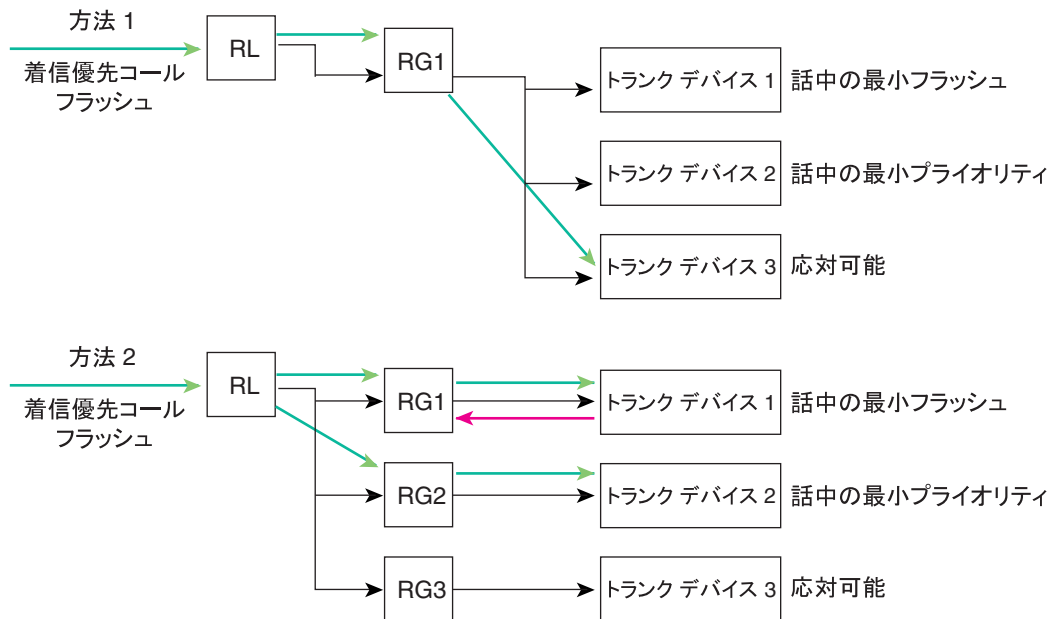 方法 1
着信優先コール
フラッシュ
RL
RG1
トランク デバイス 1
話中の最小フラッシュ
トランク デバイス 2
話中の最小プライオリティ
トランク デバイス 3
応対可能
方法 2
着信優先コール
フラッシュ
RL
RG1
トランク デバイス 1
話中の最小フラッシュ
RG2
トランク デバイス 2
話中の最小プライオリティ
RG3
トランク デバイス 3
応対可能